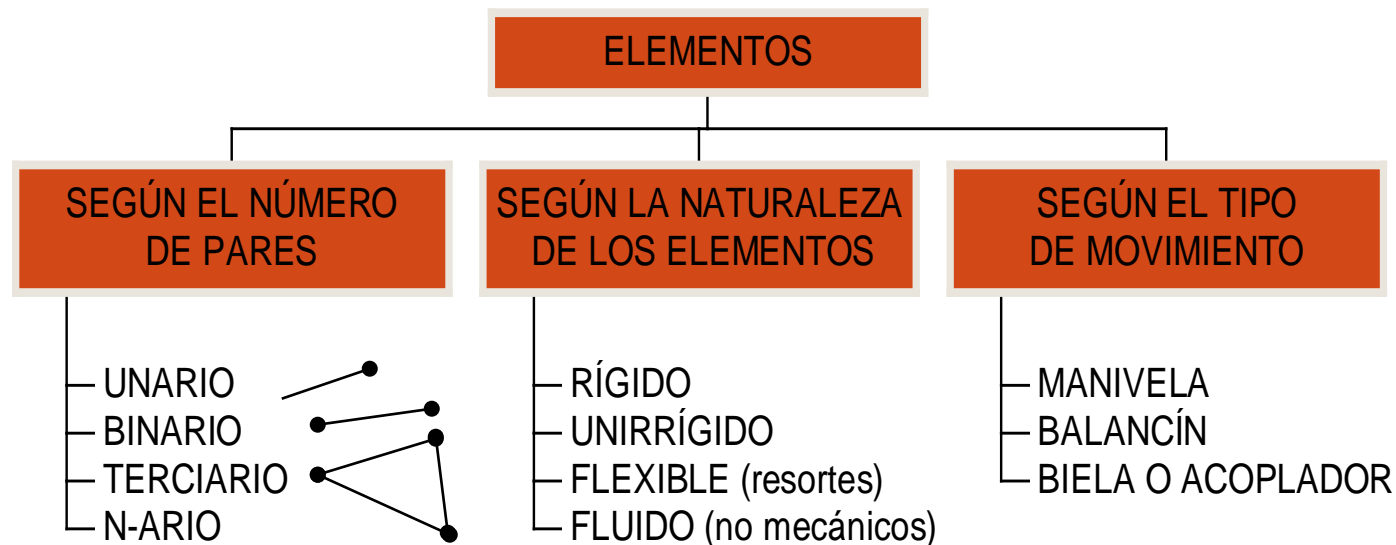 ELEMENTOS
SEGÚN EL NÚMERO
DE PARES
UNARIO
BINARIO
TERCIARIO
N-ARIO
SEGÚN LA NATURALEZA
DE LOS ELEMENTOS
RÍGIDO
UNIRRÍGIDO
FLEXIBLE (resortes)
FLUIDO (no mecánicos)
SEGÚN EL TIPO
DE MOVIMIENTO
MANIVELA
BALANCÍN
BIELA O ACOPLADOR